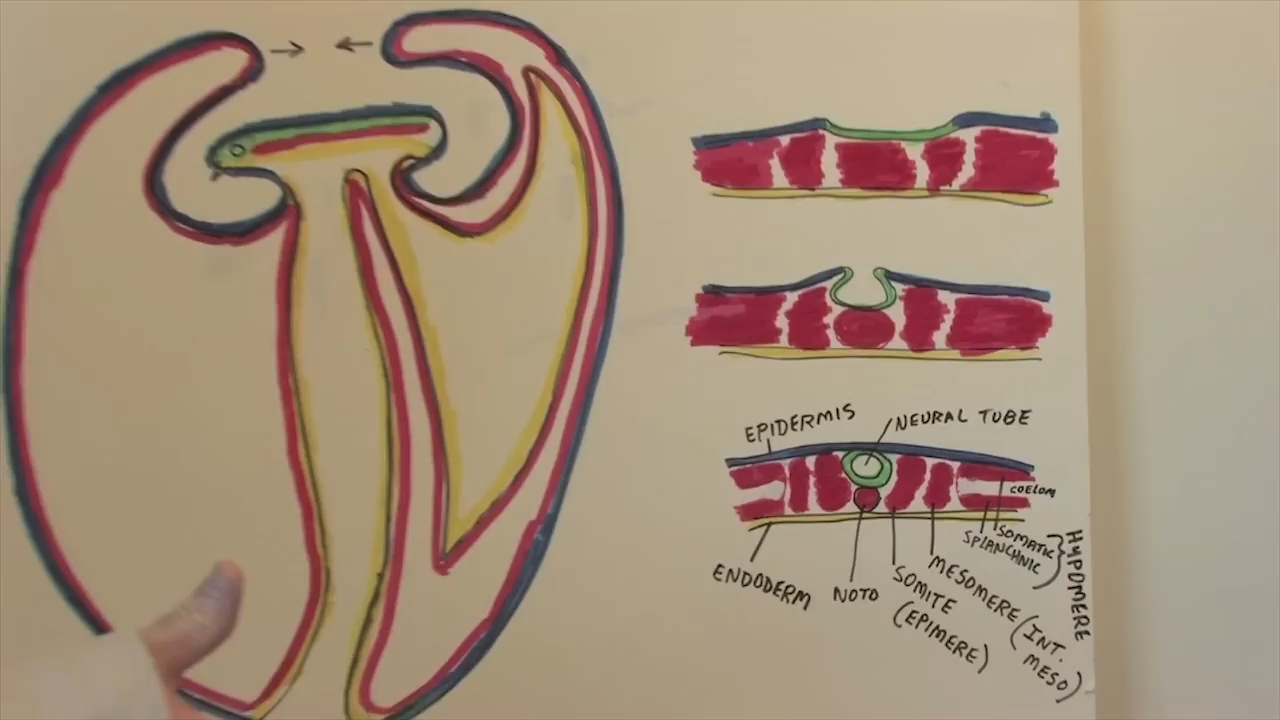 EPIDERMIS
NEURAL TUBE
COELOM
SOMATIC
SPLANCHNIC
HYPOMERE
MESOMERE (INT. MESO)
SOMITE
(EPIMERE)
NOTO
ENDODERM